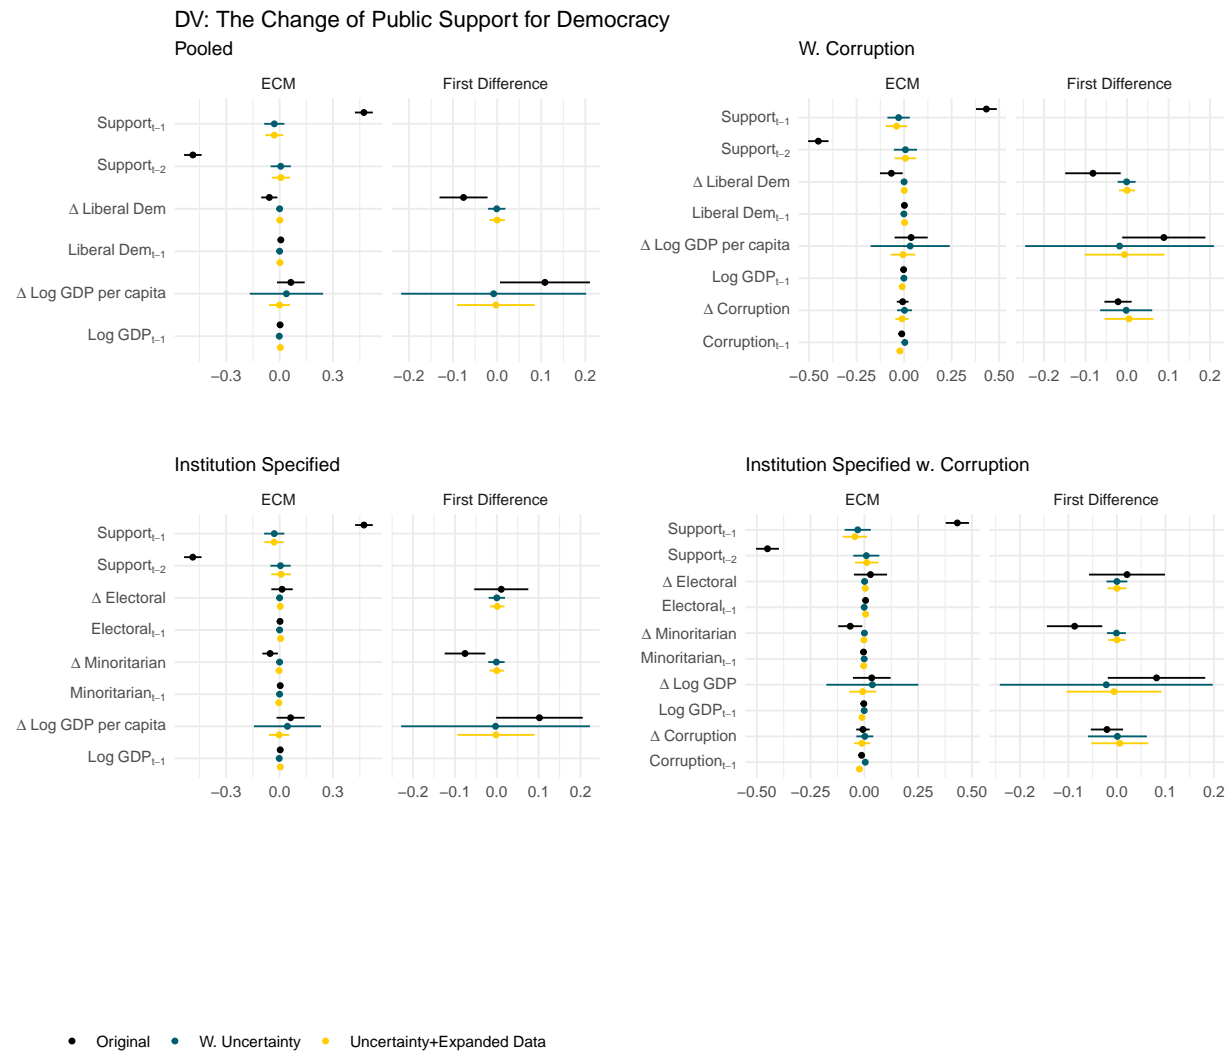 DV: The Change of Public Support for Democracy
Pooled
ECM
First Difference
Supportₜ₋₁
Supportₜ₋₂
Δ Liberal Dem
Liberal Demₜ₋₁
Δ Log GDP per capita
Log GDPₜ₋₁
−0.3 0.0 0.3
−0.2 −0.1 0.0 0.1 0.2
W. Corruption
ECM
First Difference
Supportₜ₋₁
Supportₜ₋₂
Δ Liberal Dem
Liberal Demₜ₋₁
Δ Log GDP per capita
Log GDPₜ₋₁
Δ Corruption
Corruptionₜ₋₁
−0.50 −0.25 0.00 0.25 0.50
−0.2 −0.1 0.0 0.1 0.2
Institution Specified
ECM
First Difference
Supportₜ₋₁
Supportₜ₋₂
Δ Electoral
Electoralₜ₋₁
Δ Minoritarian
Minoritarianₜ₋₁
Δ Log GDP per capita
Log GDPₜ₋₁
−0.3 0.0 0.3
−0.2 −0.1 0.0 0.1 0.2
Institution Specified w. Corruption
ECM
First Difference
Supportₜ₋₁
Supportₜ₋₂
Δ Electoral
Electoralₜ₋₁
Δ Minoritarian
Minoritarianₜ₋₁
Δ Log GDP
Log GDPₜ₋₁
Δ Corruption
Corruptionₜ₋₁
−0.50 −0.25 0.00 0.25 0.50
−0.2 −0.1 0.0 0.1 0.2
Original W. Uncertainty Uncertainty+Expanded Data